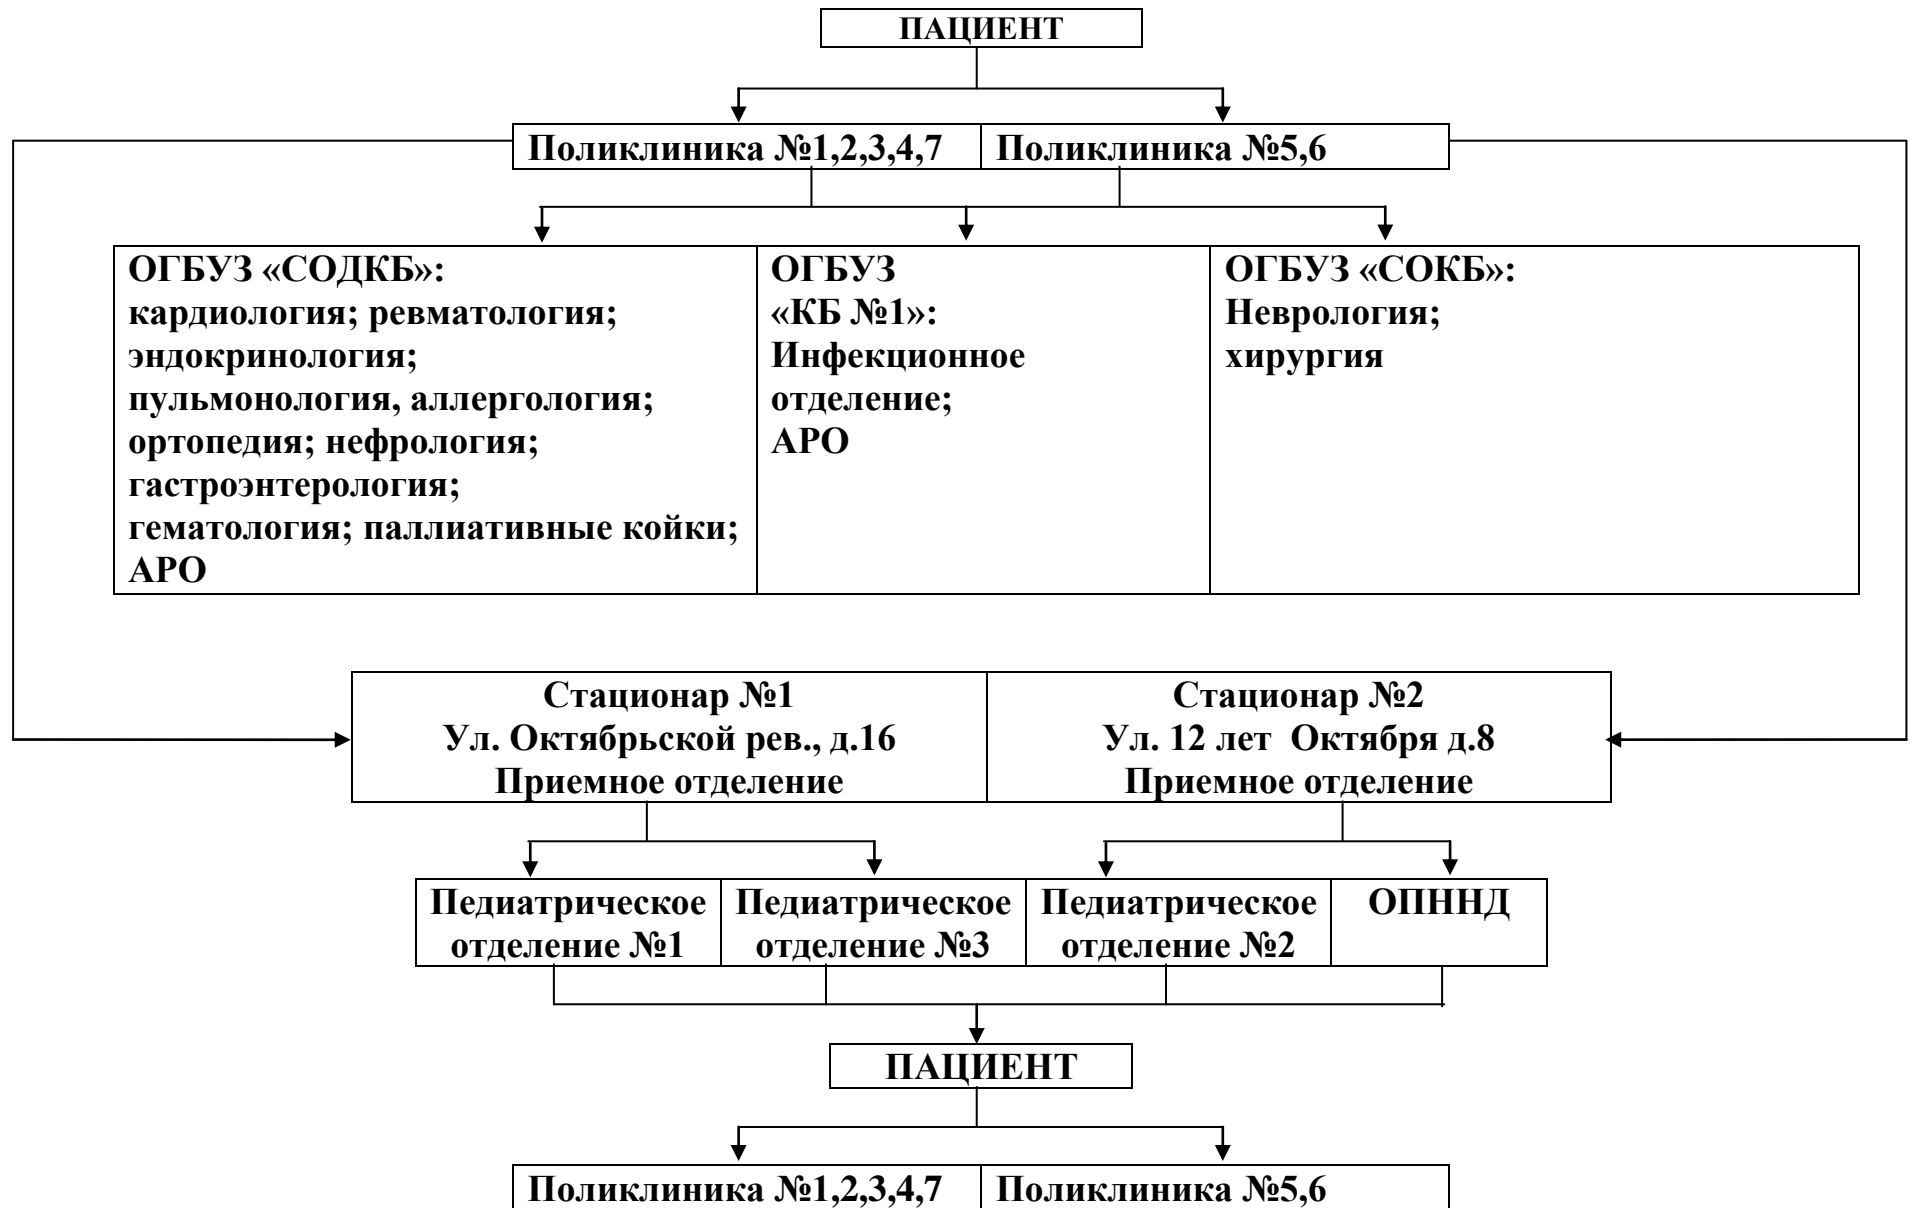 ПАЦИЕНТ
Поликлиника №1,2,3,4,7
Поликлиника №5,6
ОГБУЗ «СОДКБ»:
кардиология; ревматология;
эндокринология;
пульмонология, аллергология;
ортопедия; нефрология;
гастроэнтерология;
гематология; паллиативные койки;
АРО
ОГБУЗ
«КБ №1»:
Инфекционное
отделение;
АРО
ОГБУЗ «СОКБ»:
Неврология;
хирургия
Стационар №1
Ул. Октябрьской рев., д.16
Приемное отделение
Стационар №2
Ул. 12 лет Октября д.8
Приемное отделение
Педиатрическое
отделение №1
Педиатрическое
отделение №3
Педиатрическое
отделение №2
ОПННД
ПАЦИЕНТ
Поликлиника №1,2,3,4,7
Поликлиника №5,6